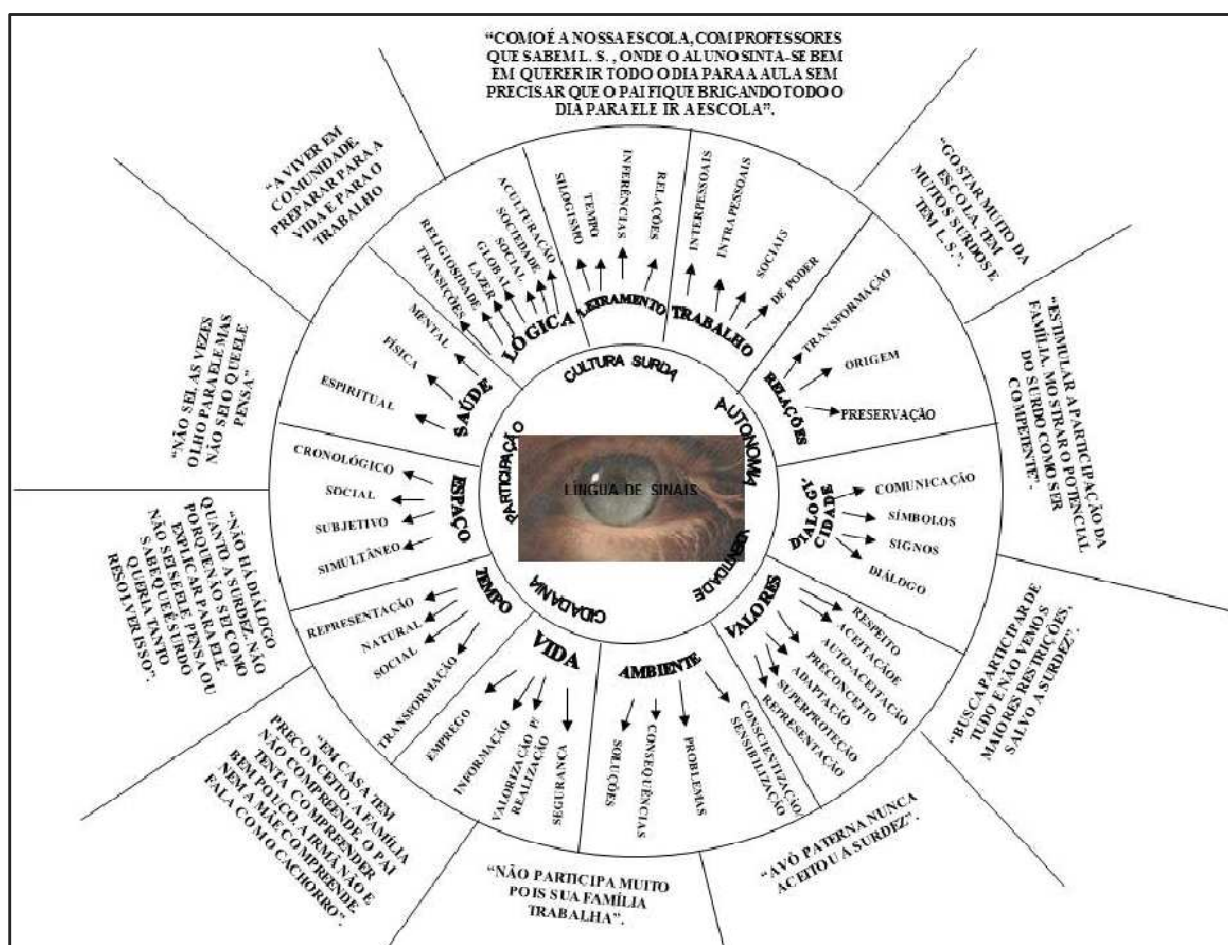 “COMO É A NOSSA ESCOLA, COM PROFESSORES
QUE SABEM L. S., ONDE O ALUNO SINTA-SE BEM
EM QUERER IR TODO O DIA PARA A AULA SEM
PRECISAR QUE O PAI FIQUE BRIGANDO TODO O
DIA PARA ELE IR A ESCOLA”.
“GOSTAR MUITO DA
ESCOLA, TEM
MUITOS SURDOS E
TEM L. S.”.
“ESTIMULAR A PARTICIPAÇÃO DA
FAMÍLIA. MOSTRAR O POTENCIAL
DO SURDO COMO SER
COMPETENTE”.
“BUSCA PARTICIPAR DE
TUDO E NÃO VEMOS
MAIORES RESTRIÇÕES,
SALVO A SURDEZ”.
“AVÓ PATERNA NUNCA
ACEITOU A SURDEZ”.
“NÃO PARTICIPA MUITO
POIS SUA FAMÍLIA
TRABALHA”.
“EM CASA TEM
PRECONCEITO, A FAMÍLIA
NÃO COMPREENDE, O PAI
TENTA COMPREENDER
BEM POUCO, A IRMÃ NÃO E
NEM A MÃE COMPREENDE.
FALA COM O CACHORRO”.
“NÃO HÁ DIÁLOGO
QUANTO A SURDEZ. NÃO
PORQUE NÃO SEI COMO
EXPLICAR PARA ELE.
NÃO SEI SE ELE PENSA OU
SABE QUE É SURDO
QUERIA TANTO
RESOLVER ISSO”.
“NÃO SEI, AS VEZES
OLHO PARA ELE MAS
NÃO SEI O QUE ELE
PENSA.”
“A VIVER EM
COMUNIDADE.
PREPARAR PARA A
VIDA E PARA O
TRABALHO
LETRAMENTO
SILOGISMO
TEMPO
INFERÊNCIAS
RELAÇÕES
TRABALHO
INTERPESSOAIS
INTRAPESSOAIS
SOCIAIS
DE PODER
RELAÇÕES
TRANSFORMAÇÃO
ORIGEM
PRESERVAÇÃO
DIALOGI-
CIDADE
COMUNICAÇÃO
SÍMBOLOS
SIGNOS
DIÁLOGO
VALORES
RESPEITO
ACEITAÇÃO E
AUTO-ACEITAÇÃO
PRECONCEITO
ADAPTAÇÃO
SUPERPROTEÇÃO
REPRESENTAÇÃO
AMBIENTE
CONSCIENTIZAÇÃO/
SENSIBILIZAÇÃO
PROBLEMAS
CONSEQUÊNCIAS
SOLUÇÕES
VIDA
SEGURANÇA
VALORIZAÇÃO P/
REALIZAÇÃO
INFORMAÇÃO
EMPREGO
TEMPO
TRANSFORMAÇÃO
SOCIAL
NATURAL
REPRESENTAÇÃO
ESPAÇO
SIMULTÂNEO
SUBJETIVO
SOCIAL
CRONOLÓGICO
SAÚDE
ESPIRITUAL
FÍSICA
MENTAL
LÓGICA
TRANSIÇÕES
RELIGIOSIDADE
LAZER
GLOBAL
SOCIAL
SOCIEDADE
ACULTURAÇÃO
CULTURA SURDA
AUTONOMIA
IDENTIDADE
CIDADANIA
PARTICIPAÇÃO
LÍNGUA DE SINAIS